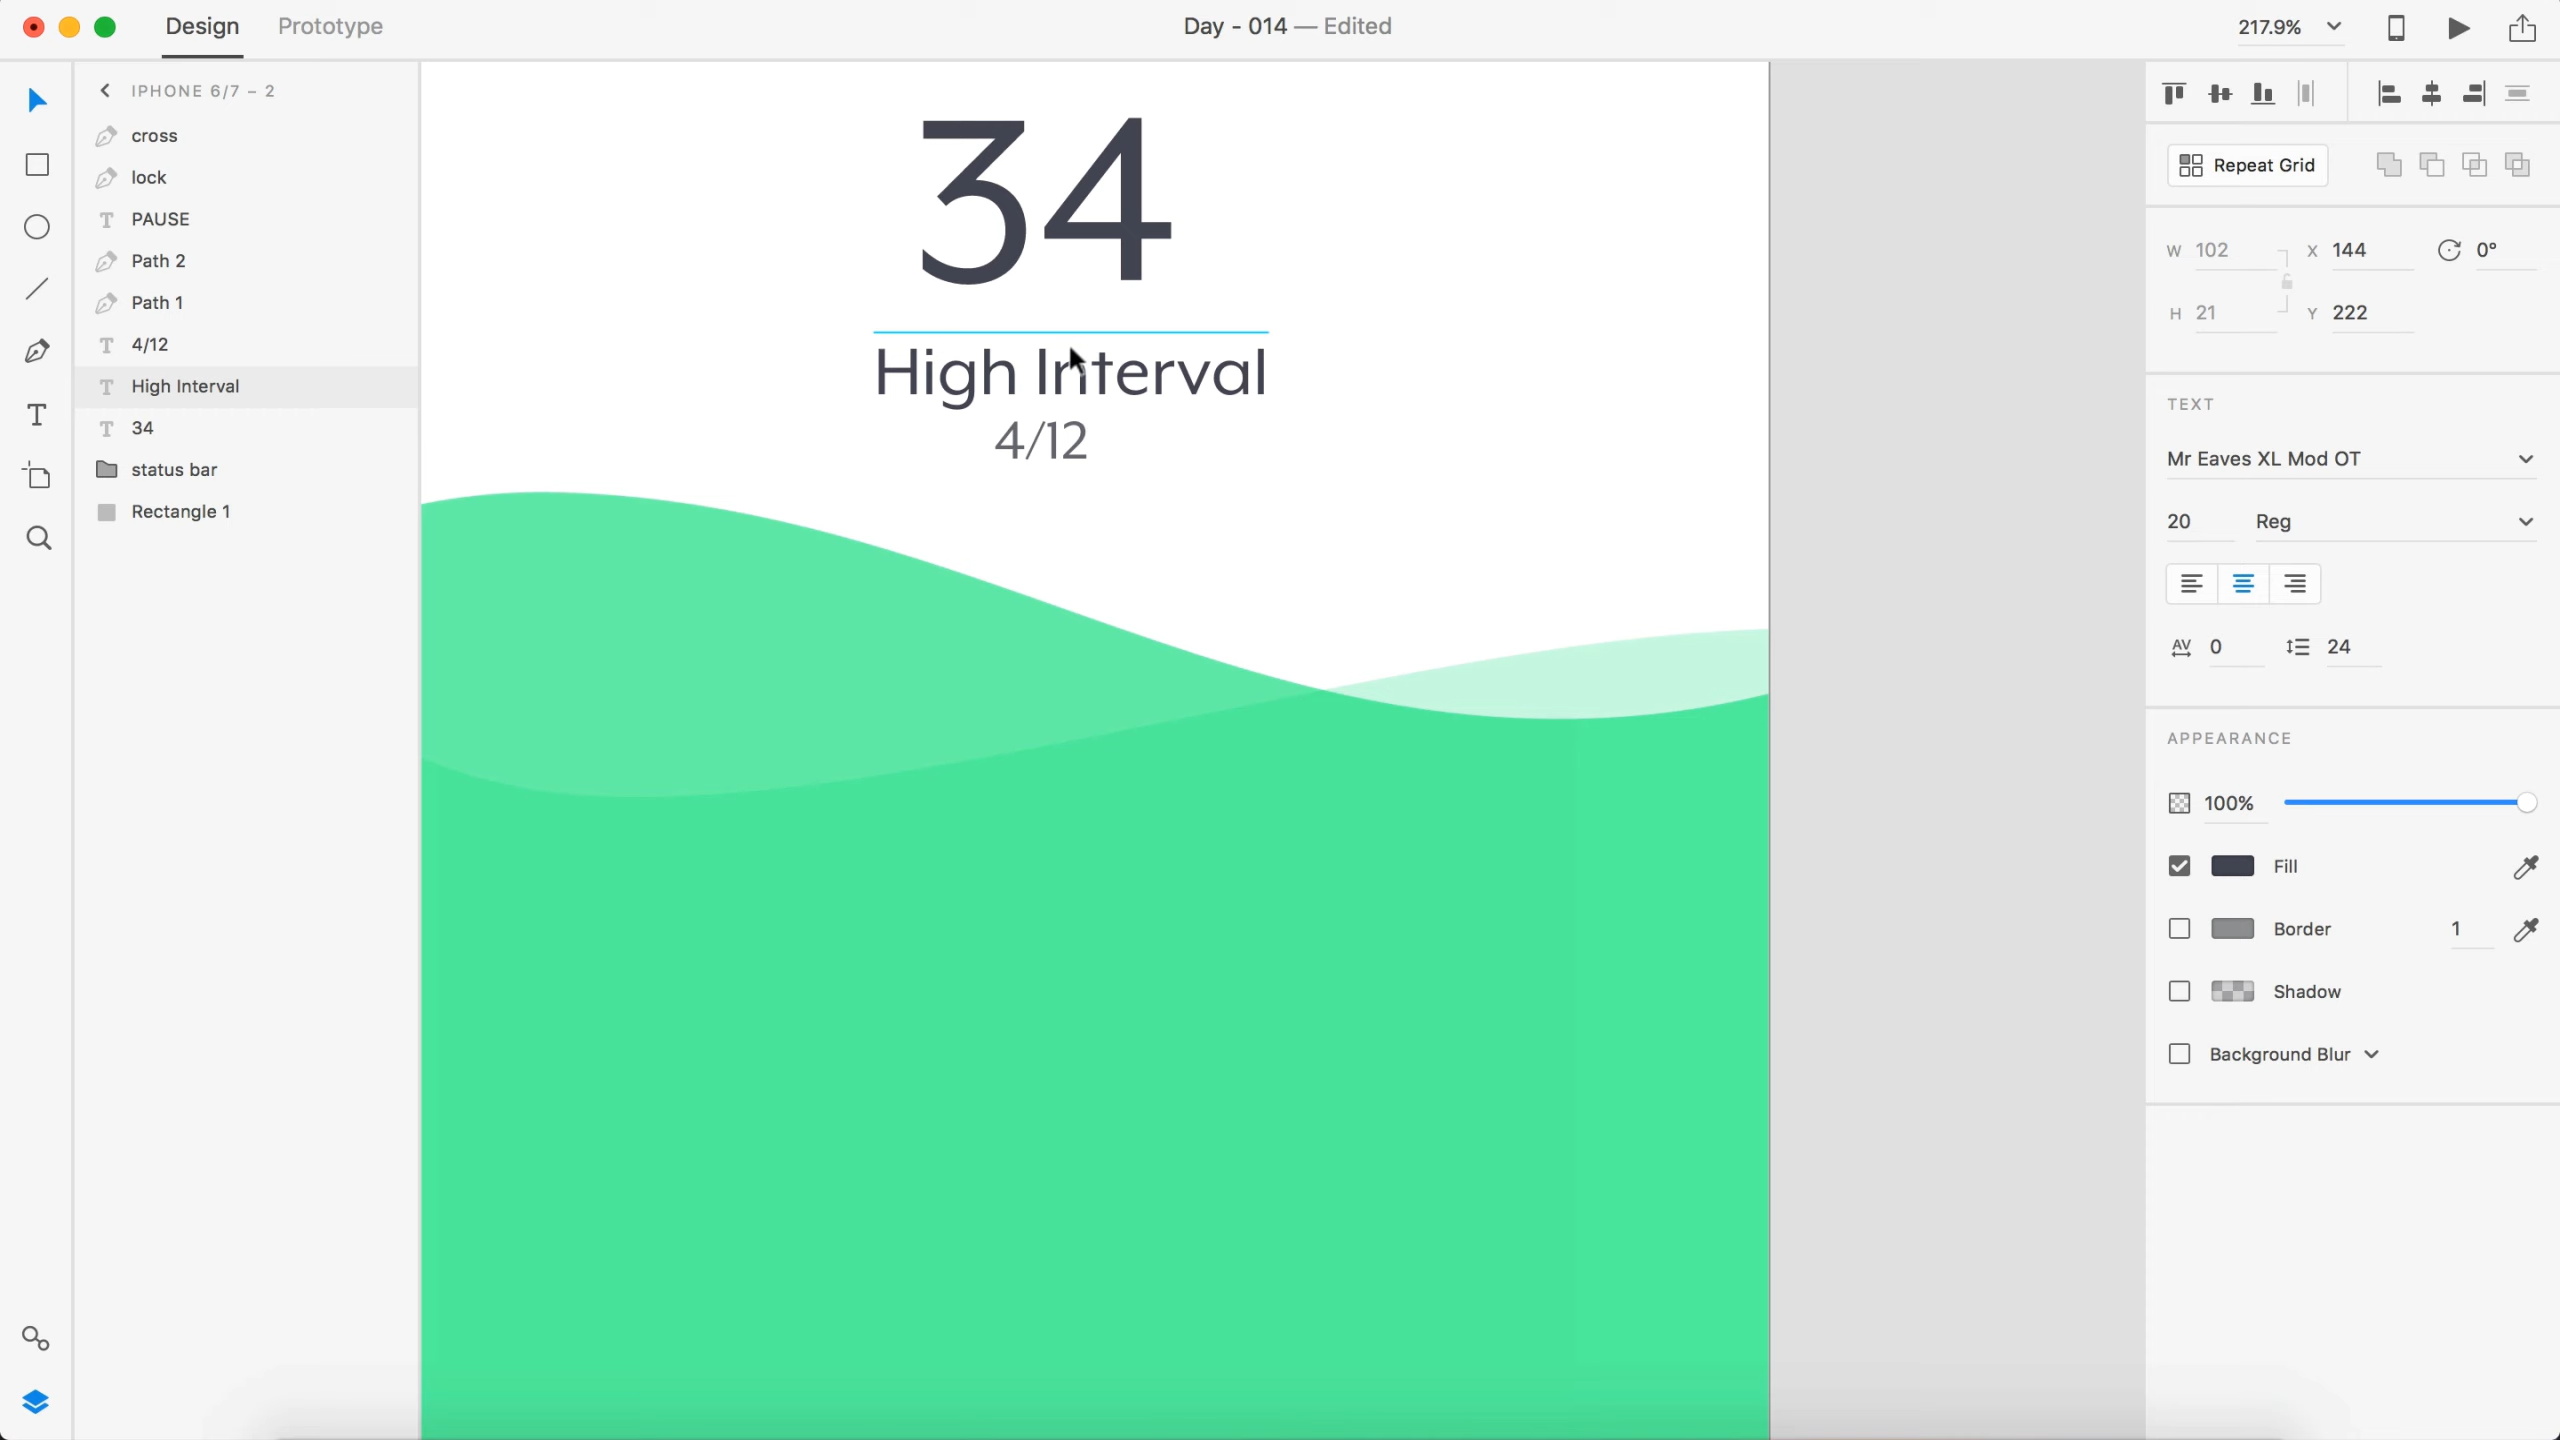 Design Prototype Day - 014 — Edited 217.9%
IPHONE 6/7 – 2
cross
lock
PAUSE
Path 2
Path 1
4/12
High Interval
34
status bar
Rectangle 1
34
High Interval
4/12
Repeat Grid
W 102 X 144 0°
H 21 Y 222
TEXT
Mr Eaves XL Mod OT
20 Reg
AV 0 24
APPEARANCE
100%
Fill
Border 1
Shadow
Background Blur